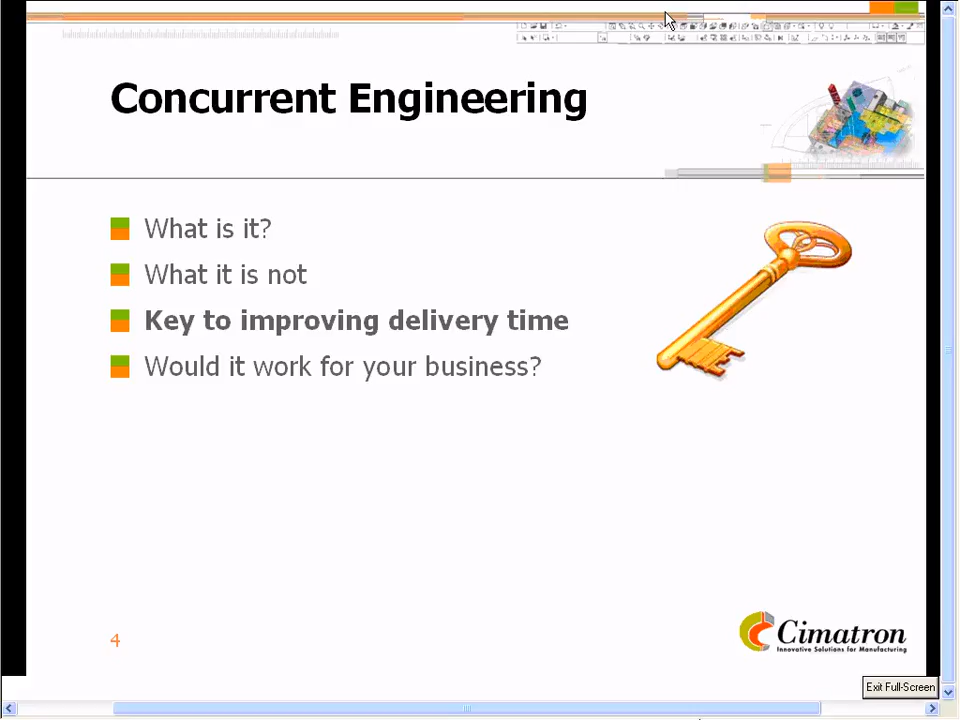 Concurrent Engineering
What is it?
What it is not
Key to improving delivery time
Would it work for your business?
4
Cimatron
Innovative Solutions for Manufacturing
Exit Full-Screen